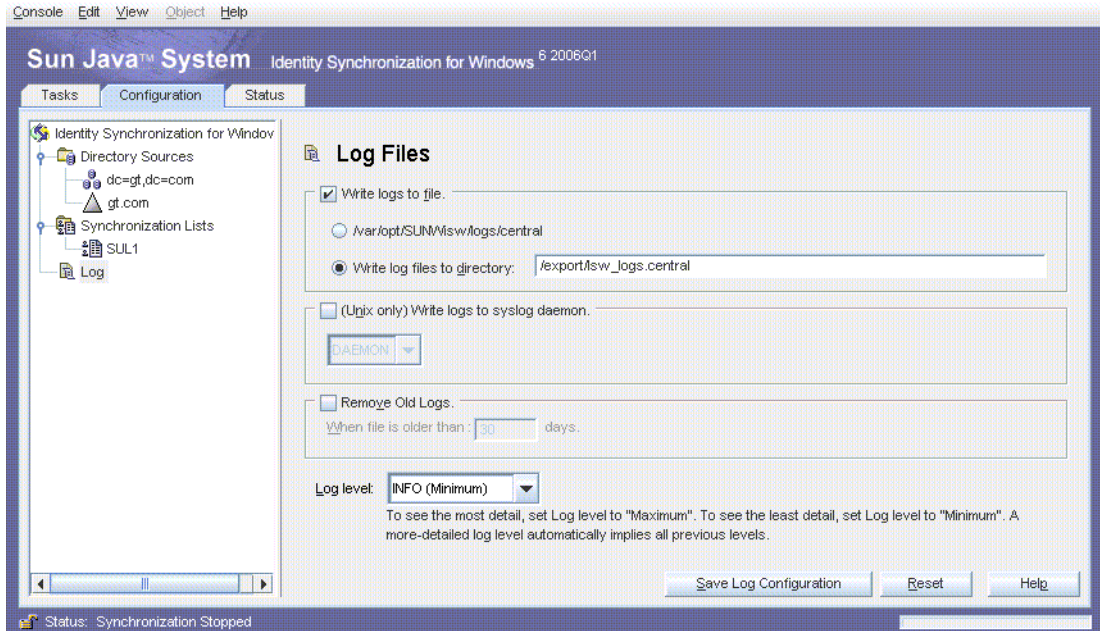 Console Edit View Object Help
Sun Java™ System Identity Synchronization for Windows 6 2006Q1
Tasks Configuration Status
Identity Synchronization for Windov
Directory Sources
dc=gt,dc=com
gt.com
Synchronization Lists
SUL1
Log
Log Files
Write logs to file.
/var/opt/SUNWisw/logs/central
Write log files to directory: /export/isw_logs.central
(Unix only) Write logs to syslog daemon.
DAEMON
Remove Old Logs.
When file is older than : 30 days.
Log level: INFO (Minimum)
To see the most detail, set Log level to "Maximum". To see the least detail, set Log level to "Minimum". A
more-detailed log level automatically implies all previous levels.
Save Log Configuration Reset Help
Status: Synchronization Stopped